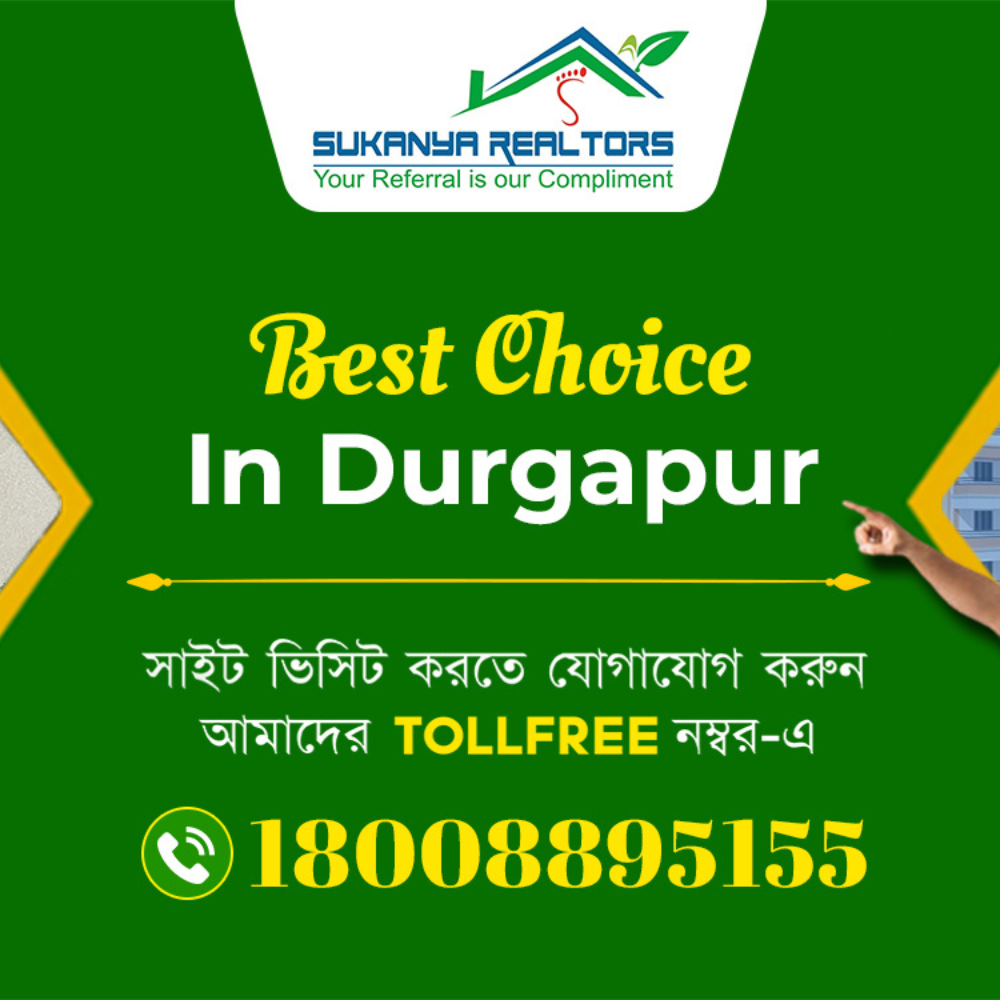 SUKANYA REALTORS
Your Referral is our Compliment
Best Choice
In Durgapur
সাইট ভিসিট করতে যোগাযোগ করুন
আমাদের TOLLFREE নম্বর-এ
18008895155